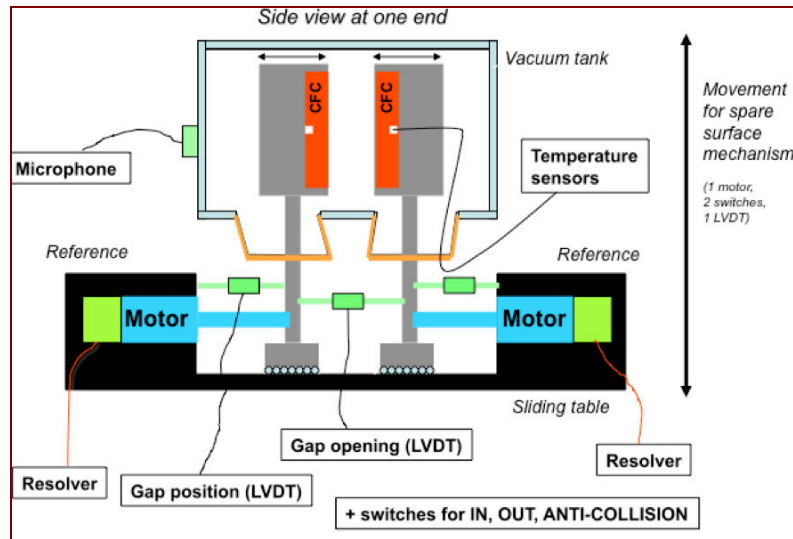 Side view at one end
Vacuum tank
CFC
CFC
Movement
for spare
surface
mechanism
(1 motor,
2 switches,
1 LVDT)
Microphone
Temperature
sensors
Reference
Reference
Motor
Motor
Sliding table
Gap opening (LVDT)
Resolver
Resolver
Gap position (LVDT)
+ switches for IN, OUT, ANTI-COLLISION